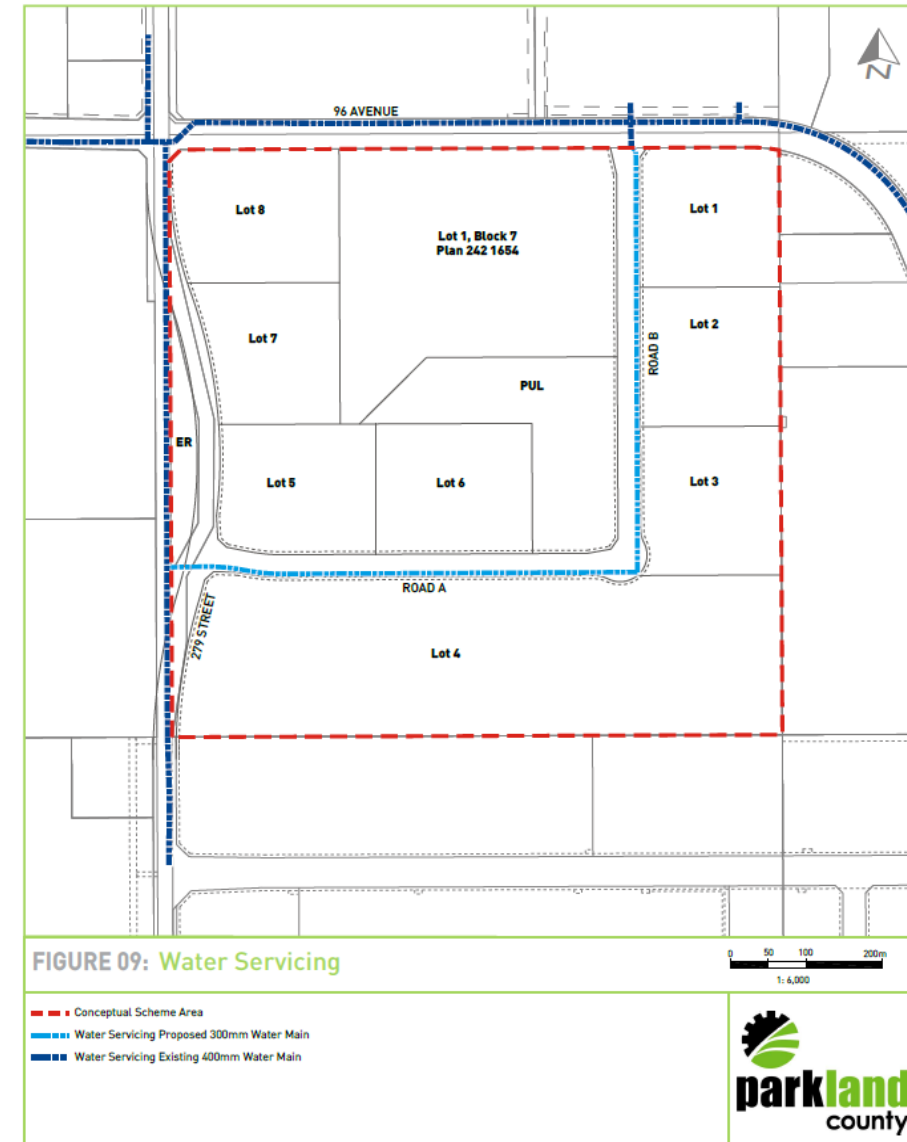 96 AVENUE
N
Lot 8
Lot 1, Block 7
Plan 242 1654
Lot 1
Lot 7
Lot 2
ROAD B
PUL
ER
Lot 5
Lot 6
Lot 3
ROAD A
279 STREET
Lot 4
FIGURE 09: Water Servicing
0 50 100 200m
1: 6,000
Conceptual Scheme Area
Water Servicing Proposed 300mm Water Main
Water Servicing Existing 400mm Water Main
parkland
county